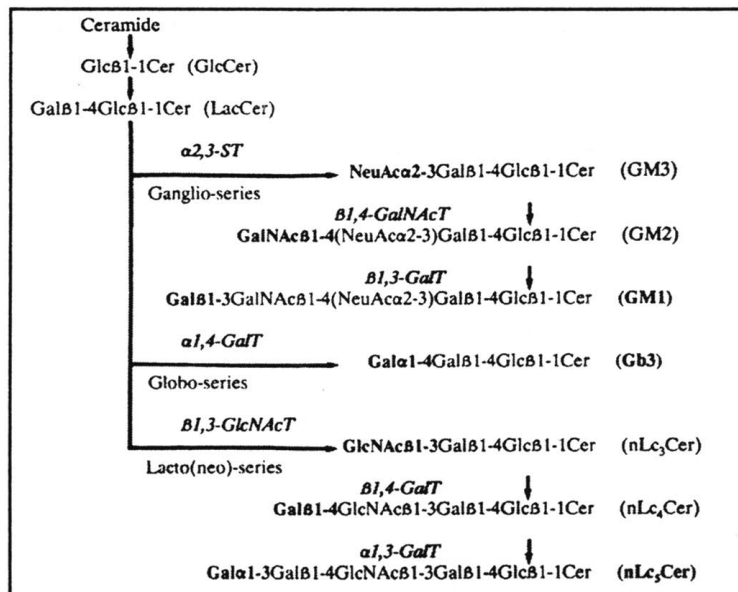 Ceramide
Glcß1-1Cer (GlcCer)
Galß1-4Glcß1-1Cer (LacCer)
α2,3-ST
NeuAcα2-3Galß1-4Glcß1-1Cer (GM3)
Ganglio-series
ß1,4-GalNAcT
GalNAcß1-4(NeuAcα2-3)Galß1-4Glcß1-1Cer (GM2)
ß1,3-GalT
Galß1-3GalNAcß1-4(NeuAcα2-3)Galß1-4Glcß1-1Cer (GM1)
α1,4-GalT
Galα1-4Galß1-4Glcß1-1Cer (Gb3)
Globo-series
ß1,3-GlcNAcT
GlcNAcß1-3Galß1-4Glcß1-1Cer (nLc₃Cer)
Lacto(neo)-series
ß1,4-GalT
Galß1-4GlcNAcß1-3Galß1-4Glcß1-1Cer (nLc₄Cer)
α1,3-GalT
Galα1-3Galß1-4GlcNAcß1-3Galß1-4Glcß1-1Cer (nLc₅Cer)